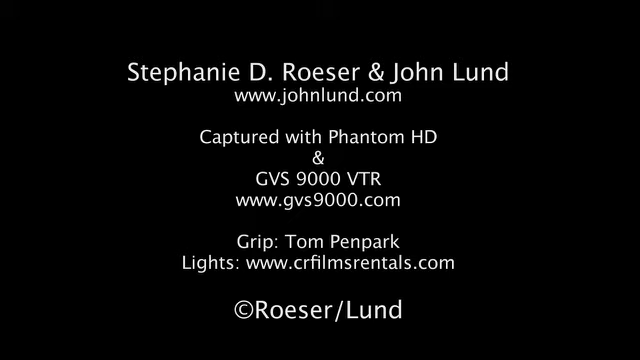 Stephanie D. Roeser & John Lund
www.johnlund.com
Captured with Phantom HD
&
GVS 9000 VTR
www.gvs9000.com
Grip: Tom Penpark
Lights: www.crfilmsrentals.com
©Roeser/Lund